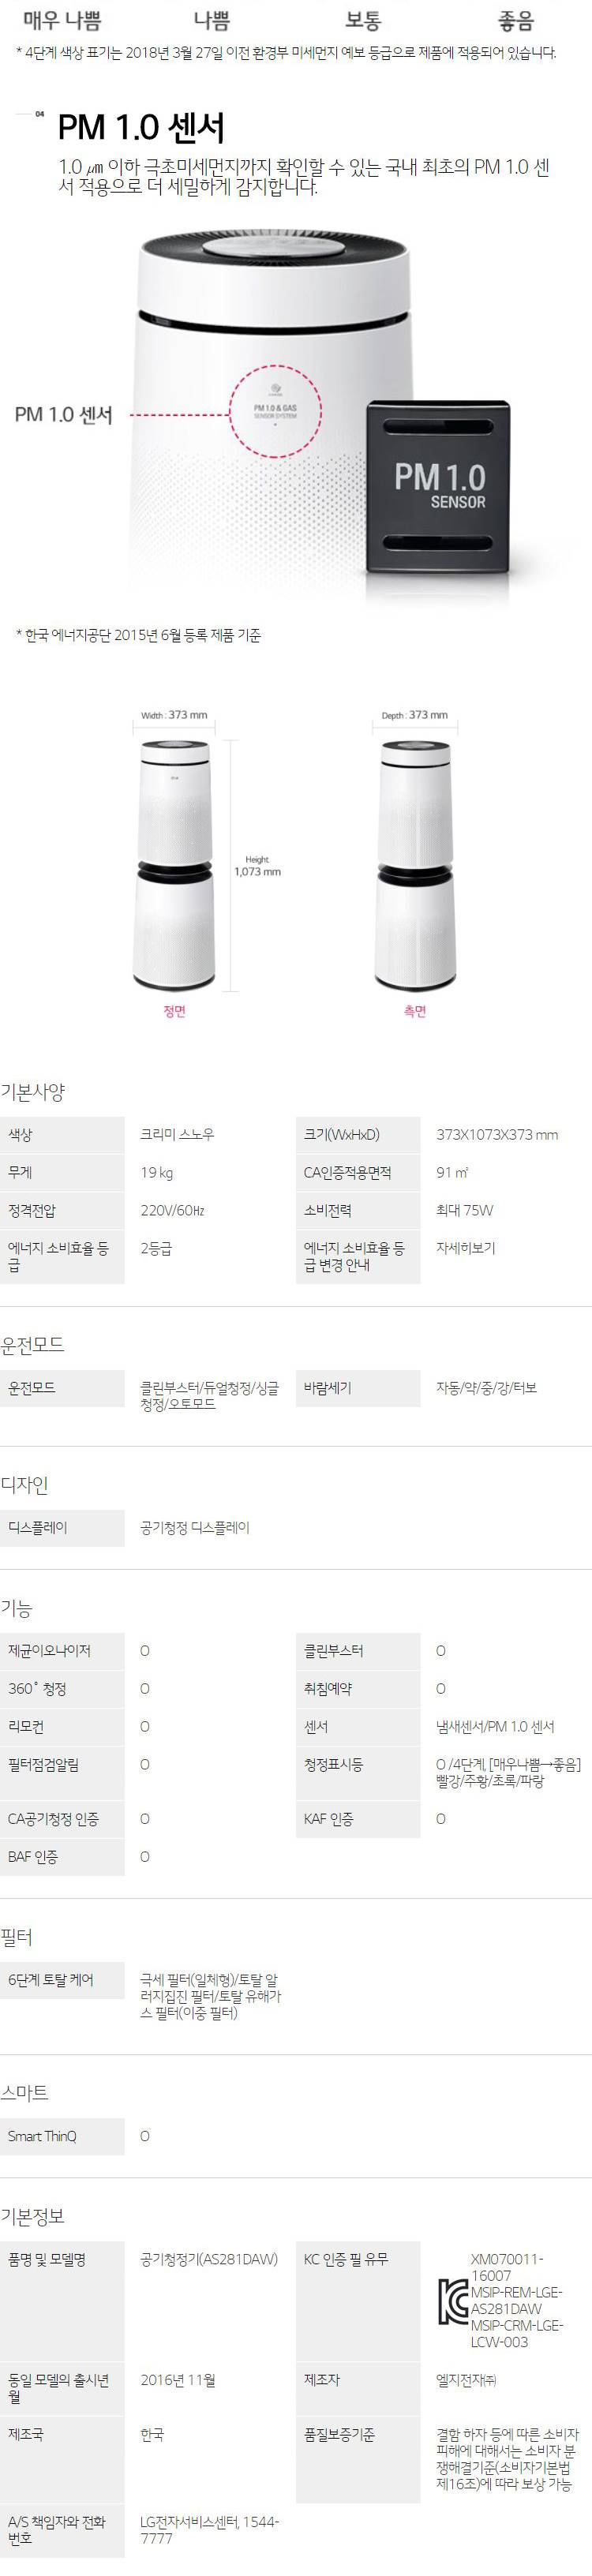 매우 나쁨 나쁨 보통 좋음
* 4단계 색상 표기는 2018년 3월 27일 이전 환경부 미세먼지 예보 등급으로 제품에 적용되어 있습니다.
04
PM 1.0 센서
1.0 ㎛ 이하 극초미세먼지까지 확인할 수 있는 국내 최초의 PM 1.0 센
서 적용으로 더 세밀하게 감지합니다.
PM 1.0 센서
PM 1.0 & GAS
SENSOR SYSTEM
PM 1.0
SENSOR
* 한국 에너지공단 2015년 6월 등록 제품 기준
Width : 373 mm
Depth : 373 mm
Height
1,073 mm
정면
측면
기본사양
색상 크리미 스노우 크기(WxHxD) 373X1073X373 mm
무게 19 kg CA인증적용면적 91 ㎡
정격전압 220V/60㎐ 소비전력 최대 75W
에너지 소비효율 등
급
2등급
에너지 소비효율 등
급 변경 안내
자세히보기
운전모드
운전모드
클린부스터/듀얼청정/싱글
청정/오토모드
바람세기 자동/약/중/강/터보
디자인
디스플레이 공기청정 디스플레이
기능
제균이오나이저 O 클린부스터 O
360˚ 청정 O 취침예약 O
리모컨 O 센서 냄새센서/PM 1.0 센서
필터점검알림 O 청정표시등
O /4단계, [매우나쁨→좋음]
빨강/주황/초록/파랑
CA공기청정 인증 O KAF 인증 O
BAF 인증 O
필터
6단계 토탈 케어
극세 필터(일체형)/토탈 알
러지집진 필터/토탈 유해가
스 필터(이중 필터)
스마트
Smart ThinQ O
기본정보
품명 및 모델명 공기청정기(AS281DAW) KC 인증 필 유무
XM070011-
16007
MSIP-REM-LGE-
AS281DAW
MSIP-CRM-LGE-
LCW-003
동일 모델의 출시년
월
2016년 11월 제조자 엘지전자㈜
제조국 한국 품질보증기준
결함 하자 등에 따른 소비자
피해에 대해서는 소비자 분
쟁해결기준(소비자기본법
제16조)에 따라 보상 가능
A/S 책임자와 전화
번호
LG전자서비스센터, 1544-
7777